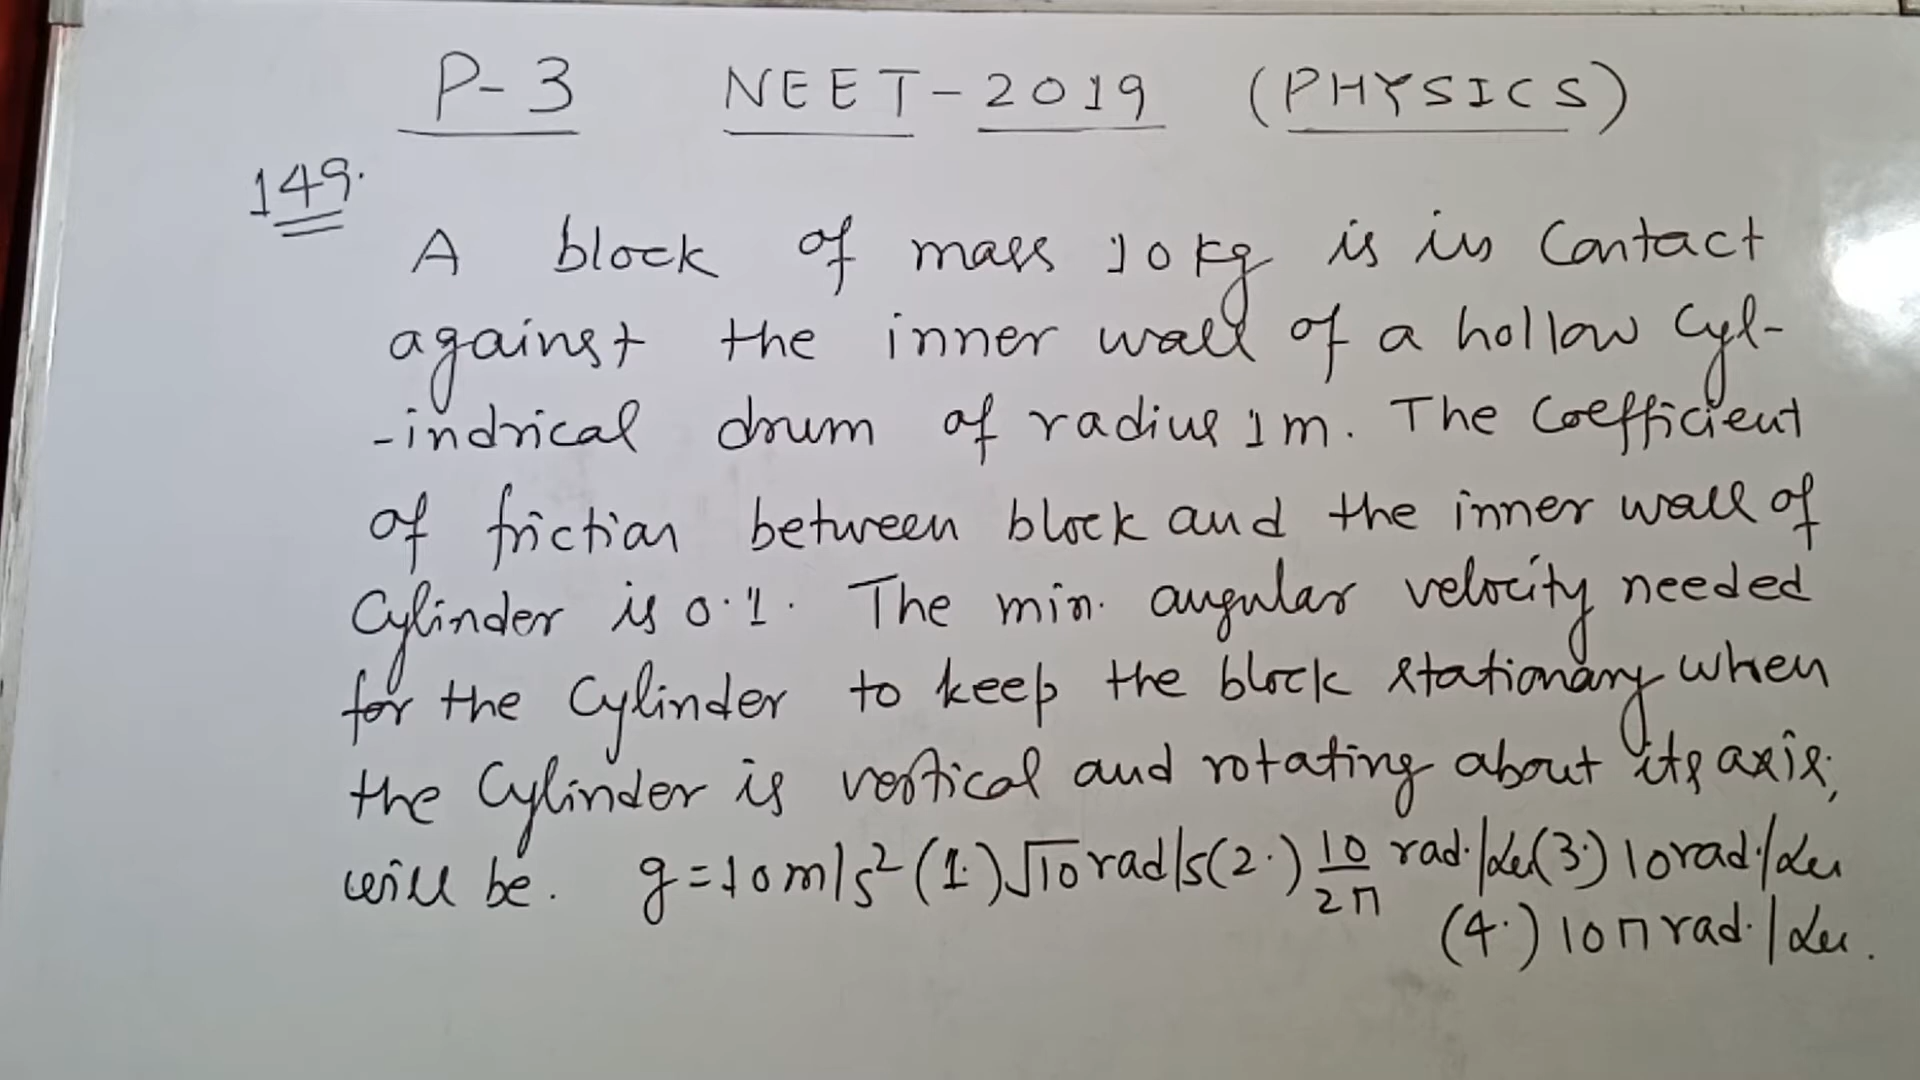 P-3 NEET-2019 (PHYSICS)
149.
A block of mass 10 kg is in Contact
against the inner wall of a hollow Cyl-
-indrical drum of radius 1m. The Coefficient
of friction between block and the inner wall of
Cylinder is 0.1. The min. angular velocity needed
for the Cylinder to keep the block stationary when
the Cylinder is vertical and rotating about its axis,
will be. g=10m/s² (1.) √10 rad/s (2.) 10/2π rad./sec (3.) 10 rad./sec
(4.) 10π rad./sec.